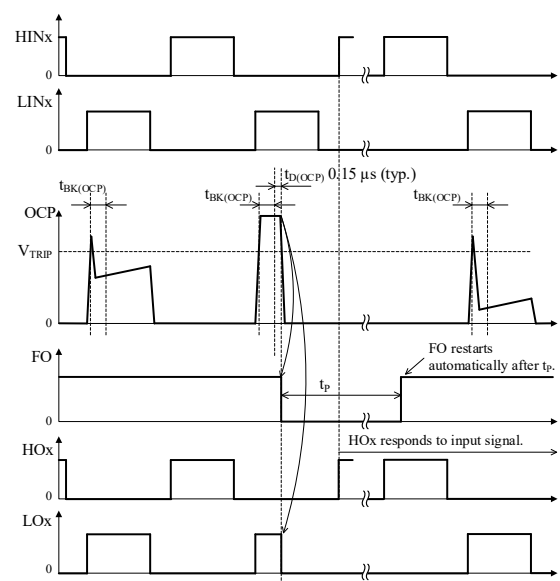 HINx
0
LINx
0
tD(OCP) 0.15 µs (typ.)
tBK(OCP)
tBK(OCP)
tBK(OCP)
OCP
VTRIP
0
FO
FO restarts
automatically after tP.
tP
0
HOx
HOx responds to input signal.
0
LOx
0